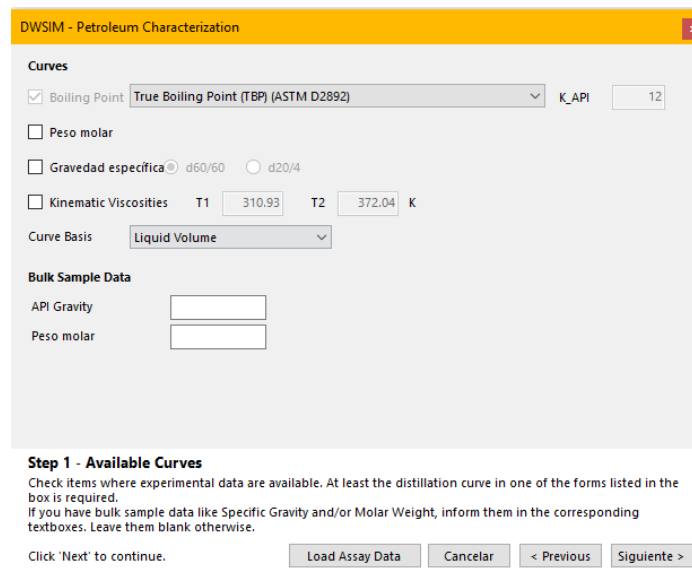 DWSIM - Petroleum Characterization
Curves
Boiling Point True Boiling Point (TBP) (ASTM D2892) K_API 12
Peso molar
Gravedad específica d60/60 d20/4
Kinematic Viscosities T1 310.93 T2 372.04 K
Curve Basis Liquid Volume
Bulk Sample Data
API Gravity
Peso molar
Step 1 - Available Curves
Check items where experimental data are available. At least the distillation curve in one of the forms listed in the
box is required.
If you have bulk sample data like Specific Gravity and/or Molar Weight, inform them in the corresponding
textboxes. Leave them blank otherwise.
Click 'Next' to continue. Load Assay Data Cancelar < Previous Siguiente >